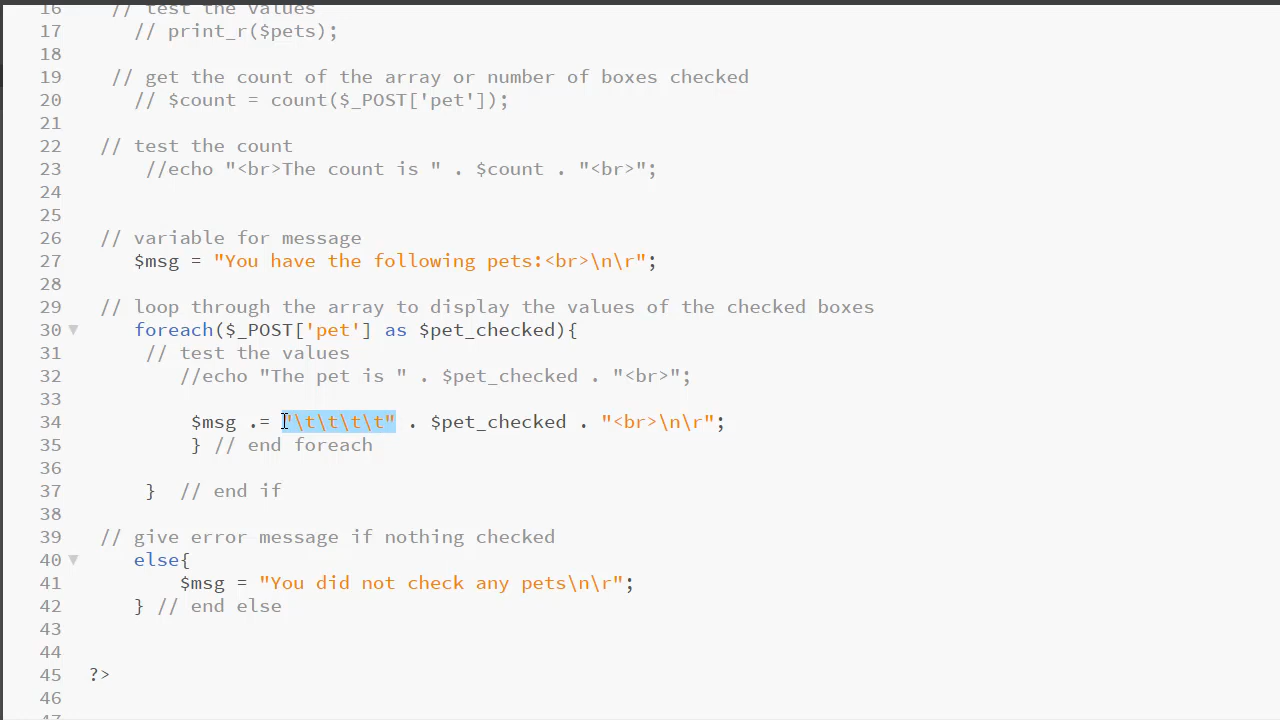 16 // test the values
17 // print_r($pets);
18
19 // get the count of the array or number of boxes checked
20 // $count = count($_POST['pet']);
21
22 // test the count
23 //echo "<br>The count is " . $count . "<br>";
24
25
26 // variable for message
27 $msg = "You have the following pets:<br>\n\r";
28
29 // loop through the array to display the values of the checked boxes
30 foreach($_POST['pet'] as $pet_checked){
31 // test the values
32 //echo "The pet is " . $pet_checked . "<br>";
33
34 $msg .= "\t\t\t\t" . $pet_checked . "<br>\n\r";
35 } // end foreach
36
37 } // end if
38
39 // give error message if nothing checked
40 else{
41 $msg = "You did not check any pets\n\r";
42 } // end else
43
44
45 ?>
46
47